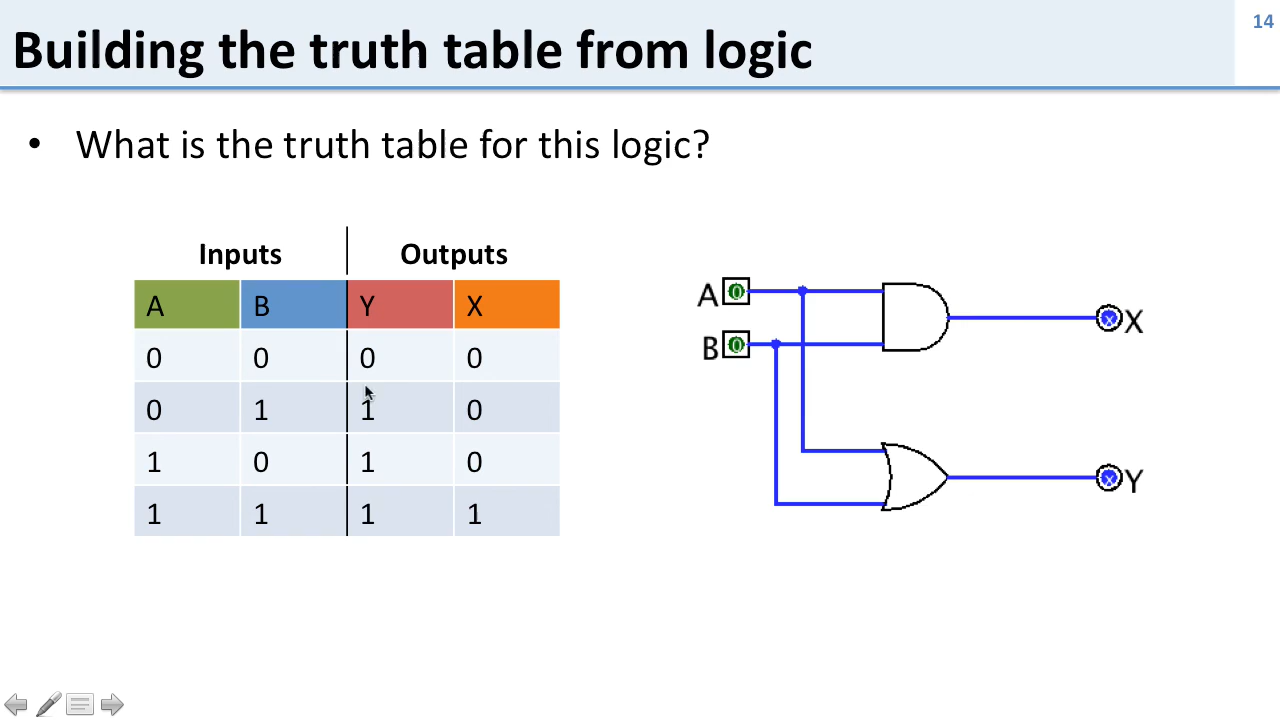 14
Building the truth table from logic
• What is the truth table for this logic?
Inputs Outputs
A B Y X
0 0 0 0
0 1 1 0
1 0 1 0
1 1 1 1
A 0
B 0
x X
x Y